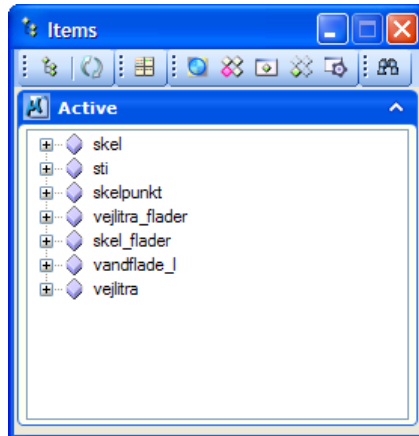 Items
Active
skel
sti
skelpunkt
vejlitra_flader
skel_flader
vandflade_l
vejlitra